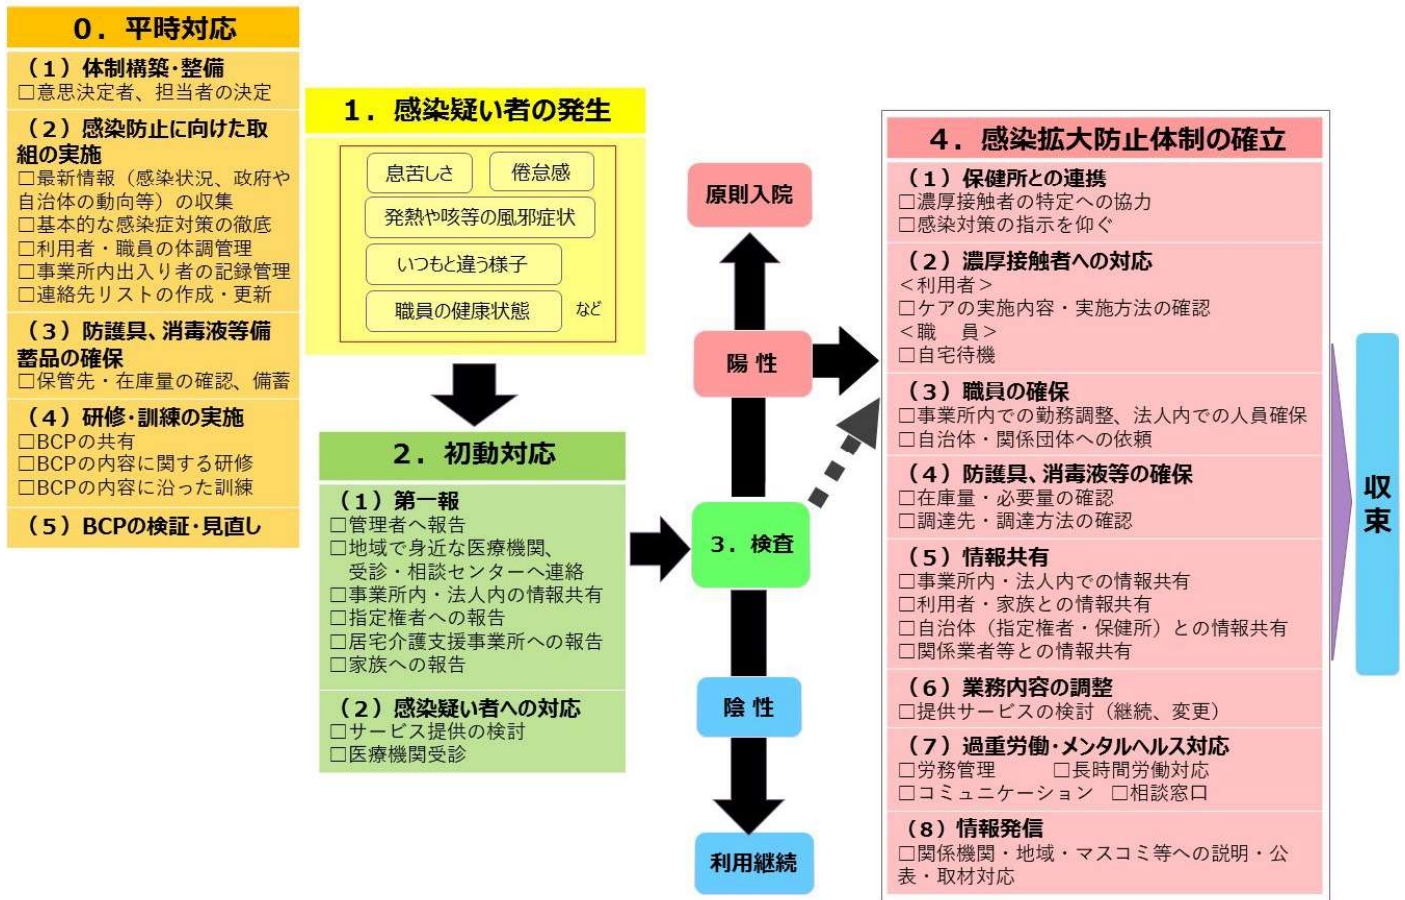 0．平時対応
（1）体制構築・整備
□意思決定者、担当者の決定
（2）感染防止に向けた取
組の実施
□最新情報（感染状況、政府や
自治体の動向等）の収集
□基本的な感染症対策の徹底
□利用者・職員の体調管理
□事業所内出入り者の記録管理
□連絡先リストの作成・更新
（3）防護具、消毒液等備
蓄品の確保
□保管先・在庫量の確認、備蓄
（4）研修・訓練の実施
□BCPの共有
□BCPの内容に関する研修
□BCPの内容に沿った訓練
（5）BCPの検証・見直し
1．感染疑い者の発生
息苦しさ
倦怠感
発熱や咳等の風邪症状
いつもと違う様子
職員の健康状態
など
2．初動対応
（1）第一報
□管理者へ報告
□地域で身近な医療機関、
受診・相談センターへ連絡
□事業所内・法人内の情報共有
□指定権者への報告
□居宅介護支援事業所への報告
□家族への報告
（2）感染疑い者への対応
□サービス提供の検討
□医療機関受診
原則入院
陽 性
3．検査
陰 性
利用継続
4．感染拡大防止体制の確立
（1）保健所との連携
□濃厚接触者の特定への協力
□感染対策の指示を仰ぐ
（2）濃厚接触者への対応
＜利用者＞
□ケアの実施内容・実施方法の確認
＜職　員＞
□自宅待機
（3）職員の確保
□事業所内での勤務調整、法人内での人員確保
□自治体・関係団体への依頼
（4）防護具、消毒液等の確保
□在庫量・必要量の確認
□調達先・調達方法の確認
（5）情報共有
□事業所内・法人内での情報共有
□利用者・家族との情報共有
□自治体（指定権者・保健所）との情報共有
□関係業者等との情報共有
（6）業務内容の調整
□提供サービスの検討（継続、変更）
（7）過重労働・メンタルヘルス対応
□労務管理　　□長時間労働対応
□コミュニケーション　□相談窓口
（8）情報発信
□関係機関・地域・マスコミ等への説明・公
表・取材対応
収束